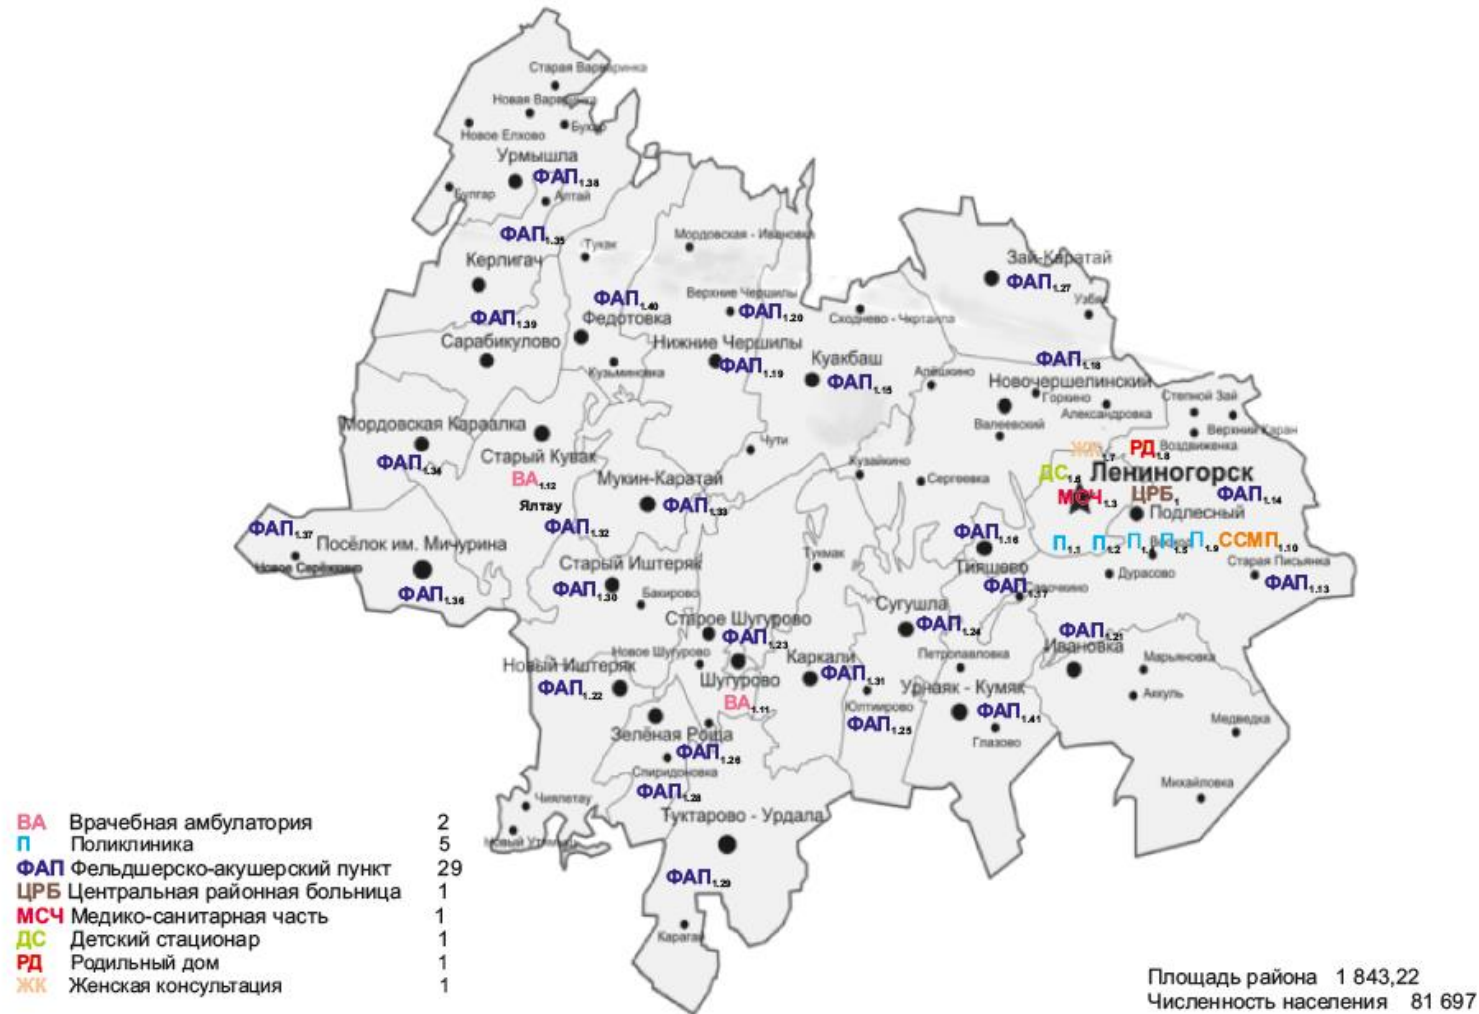 Старая Варваринка
Новая Варваринка
Новое Елхово
Бухар
Урмышла
ФАП1.38
Булгар
Алтай
ФАП1.35
Керлигач
Тукак
Мордовская - Ивановка
Зай-Каратай
ФАП1.27
Узбяк
ФАП1.39
Сарабикулово
ФАП1.40
Федотовка
Верхние Чершилы
ФАП1.20
Нижние Чершилы
ФАП1.19
Кузьминовка
Сходнево - Чертаила
Куакбаш
ФАП1.15
Алёшкино
ФАП1.18
Новочершелинский
Горкино
Александровка
Валеевский
Степной Зай
Верхний Каран
Воздвиженка
Мордовская Кармалка
ФАП1.34
Старый Кувак
ВА1.12
Чути
Кузайкино
Сергеевка
ЖК1.7
РД1.8
ДС1.6
Лениногорск
МСЧ1.3
ЦРБ1
ФАП1.14
Подлесный
Мукин-Каратай
ФАП1.33
Ялтау
ФАП1.32
ФАП1.37
Новое Серёжкино
Посёлок им. Мичурина
ФАП1.36
Старый Иштеряк
ФАП1.30
Бакирово
Тукмак
ФАП1.16
Тимяшево
ФАП1.17
П1.1
П1.2
П1.4
П1.5
П1.9
ССМП1.10
Дурасово
Старая Письмянка
ФАП1.13
Старое Шугурово
ФАП1.23
Новое Шугурово
Шугурово
ВА1.11
Каркали
ФАП1.31
Сугушла
ФАП1.24
Петропавловка
ФАП1.21
Ивановка
Марьяновка
Аккуль
Медведка
Михайловка
Новый Иштеряк
ФАП1.22
Юлтимирово
ФАП1.25
Урняяк - Кумяк
ФАП1.41
Глазово
Зелёная Роща
ФАП1.26
Спиридоновка
ФАП1.28
Туктарово - Урдала
Чиялетау
ФАП1.29
ВА Врачебная амбулатория 2
П Поликлиника 5
ФАП Фельдшерско-акушерский пункт 29
ЦРБ Центральная районная больница 1
МСЧ Медико-санитарная часть 1
ДС Детский стационар 1
РД Родильный дом 1
ЖК Женская консультация 1
Площадь района 1 843,22
Численность населения 81 697